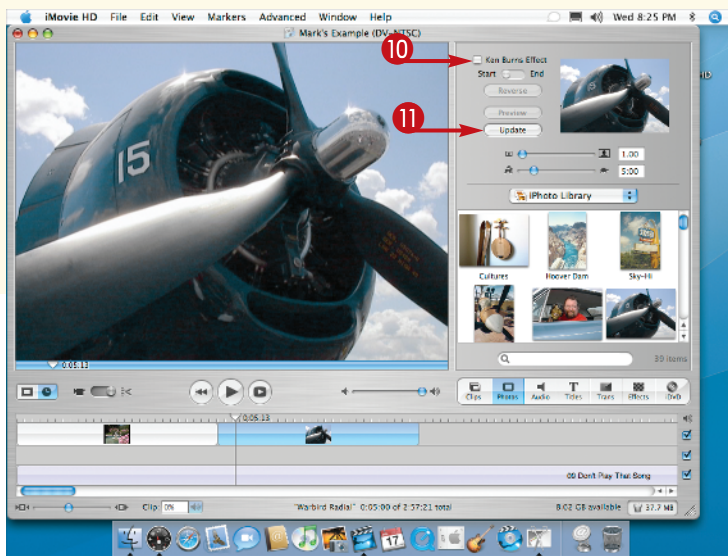 iMovie HD File Edit View Markers Advanced Window Help Wed 8:25 PM
Mark's Example (DV-NTSC)
10
Ken Burns Effect
Start End
Reverse
Preview
11
Update
1.00
5:00
iPhoto Library
HD
15
Cultures Hoover Dam Sky-Hi
39 items
0:05:13
Clips Photos Audio Titles Trans Effects iDVD
0:05:13
09 Don't Play That Song
Clip: 0% "Warbird Radial" 0:05:00 of 2:57:21 total 8.02 GB available 37.7 MB
17